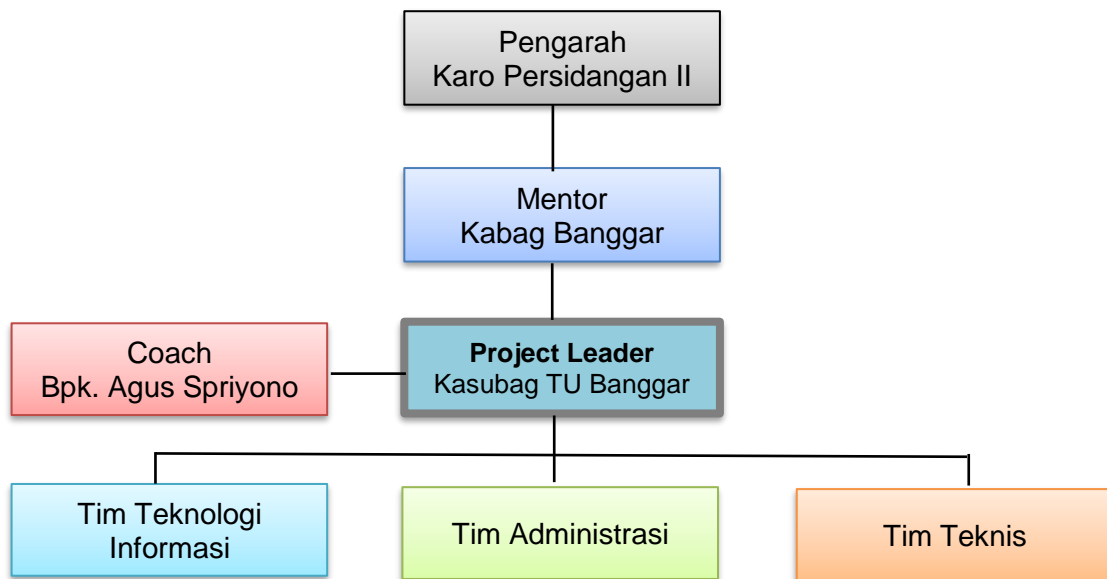 Pengarah
Karo Persidangan II
Mentor
Kabag Banggar
Coach
Bpk. Agus Spriyono
Project Leader
Kasubag TU Banggar
Tim Teknologi
Informasi
Tim Administrasi
Tim Teknis